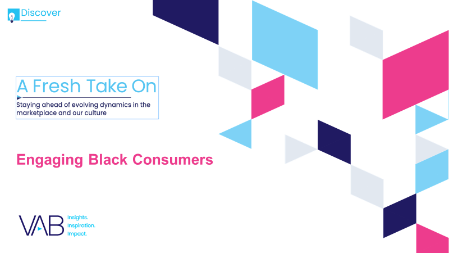 Discover
A Fresh Take On
Staying ahead of evolving dynamics in the
marketplace and our culture
Engaging Black Consumers
VAB
Insights.
Inspiration.
Impact.